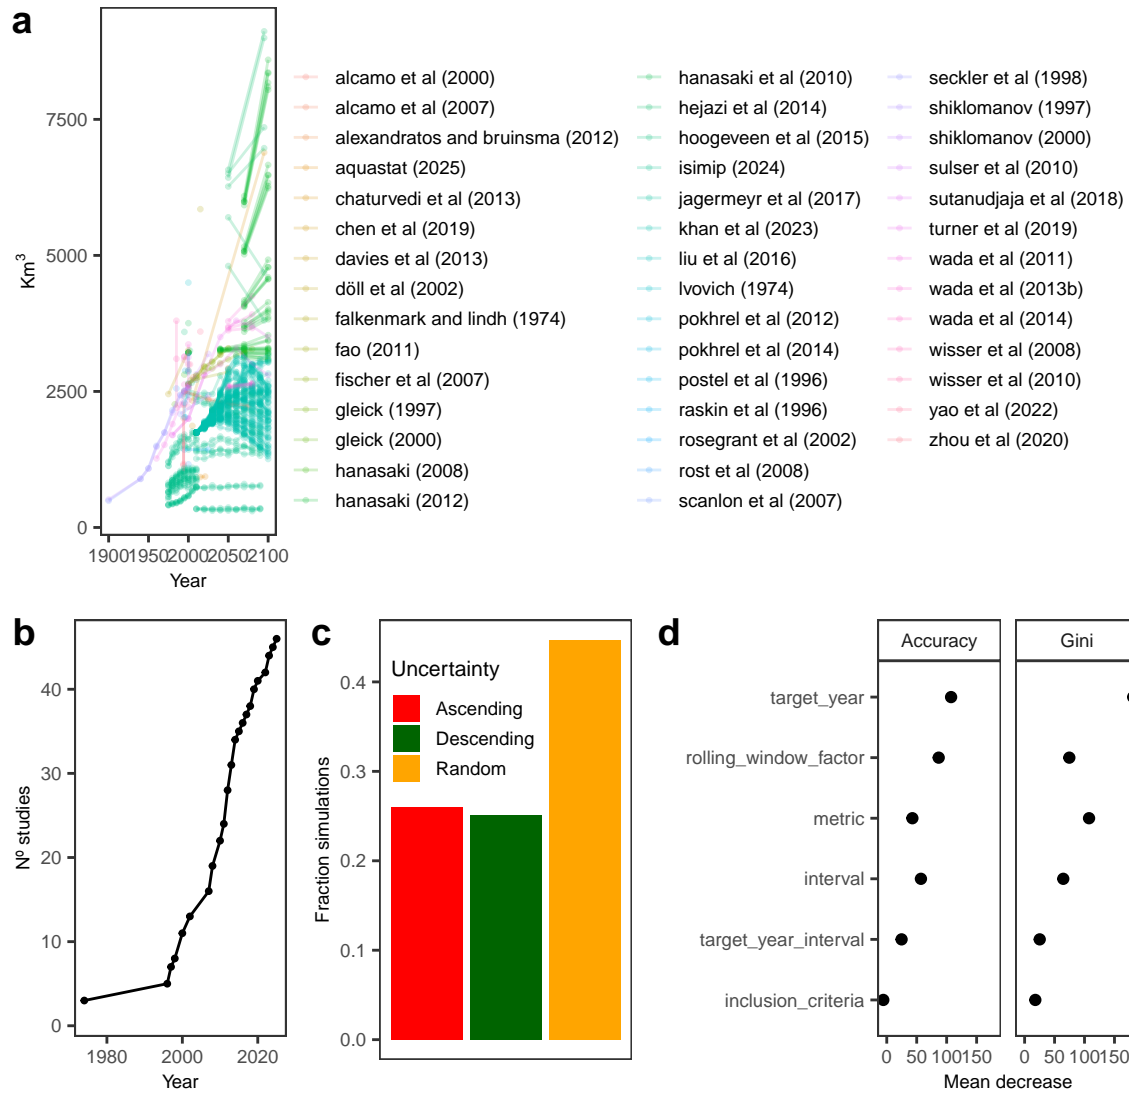 a
7500
5000
2500
0
Km3
1900 1950 2000 2050 2100
Year
alcamo et al (2000)
alcamo et al (2007)
alexandratos and bruinsma (2012)
aquastat (2025)
chaturvedi et al (2013)
chen et al (2019)
davies et al (2013)
döll et al (2002)
falkenmark and lindh (1974)
fao (2011)
fischer et al (2007)
gleick (1997)
gleick (2000)
hanasaki (2008)
hanasaki (2012)
hanasaki et al (2010)
hejazi et al (2014)
hoogeveen et al (2015)
isimip (2024)
jagermeyr et al (2017)
khan et al (2023)
liu et al (2016)
lvovich (1974)
pokhrel et al (2012)
pokhrel et al (2014)
postel et al (1996)
raskin et al (1996)
rosegrant et al (2002)
rost et al (2008)
scanlon et al (2007)
seckler et al (1998)
shiklomanov (1997)
shiklomanov (2000)
sulser et al (2010)
sutanudjaja et al (2018)
turner et al (2019)
wada et al (2011)
wada et al (2013b)
wada et al (2014)
wisser et al (2008)
wisser et al (2010)
yao et al (2022)
zhou et al (2020)
b
40
30
20
10
0
Nº studies
1980 2000 2020
Year
c
0.4
0.3
0.2
0.1
0.0
Fraction simulations
Uncertainty
Ascending
Descending
Random
d
Accuracy
Gini
target_year
rolling_window_factor
metric
interval
target_year_interval
inclusion_criteria
0 50 100 150
0 50 100 150
Mean decrease